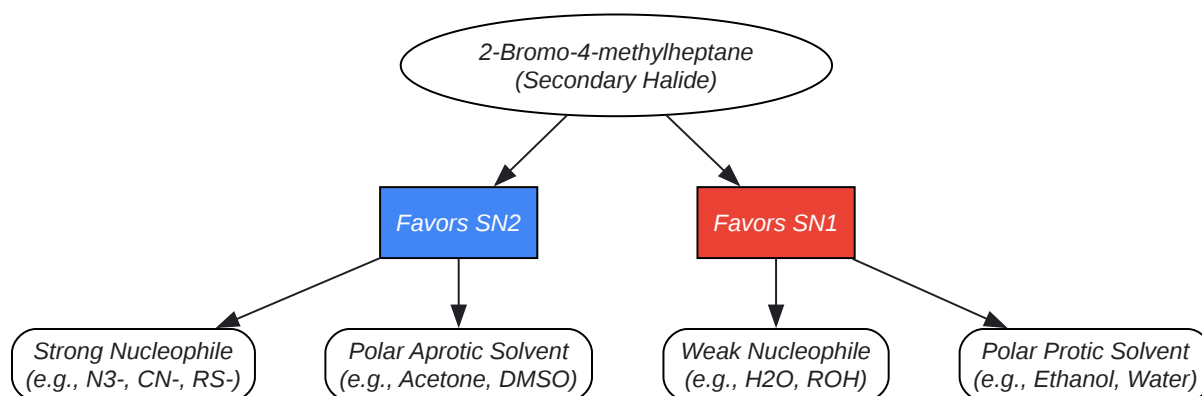 2-Bromo-4-methylheptane
(Secondary Halide)
Favors SN2
Favors SN1
Strong Nucleophile
(e.g., N3-, CN-, RS-)
Polar Aprotic Solvent
(e.g., Acetone, DMSO)
Weak Nucleophile
(e.g., H2O, ROH)
Polar Protic Solvent
(e.g., Ethanol, Water)